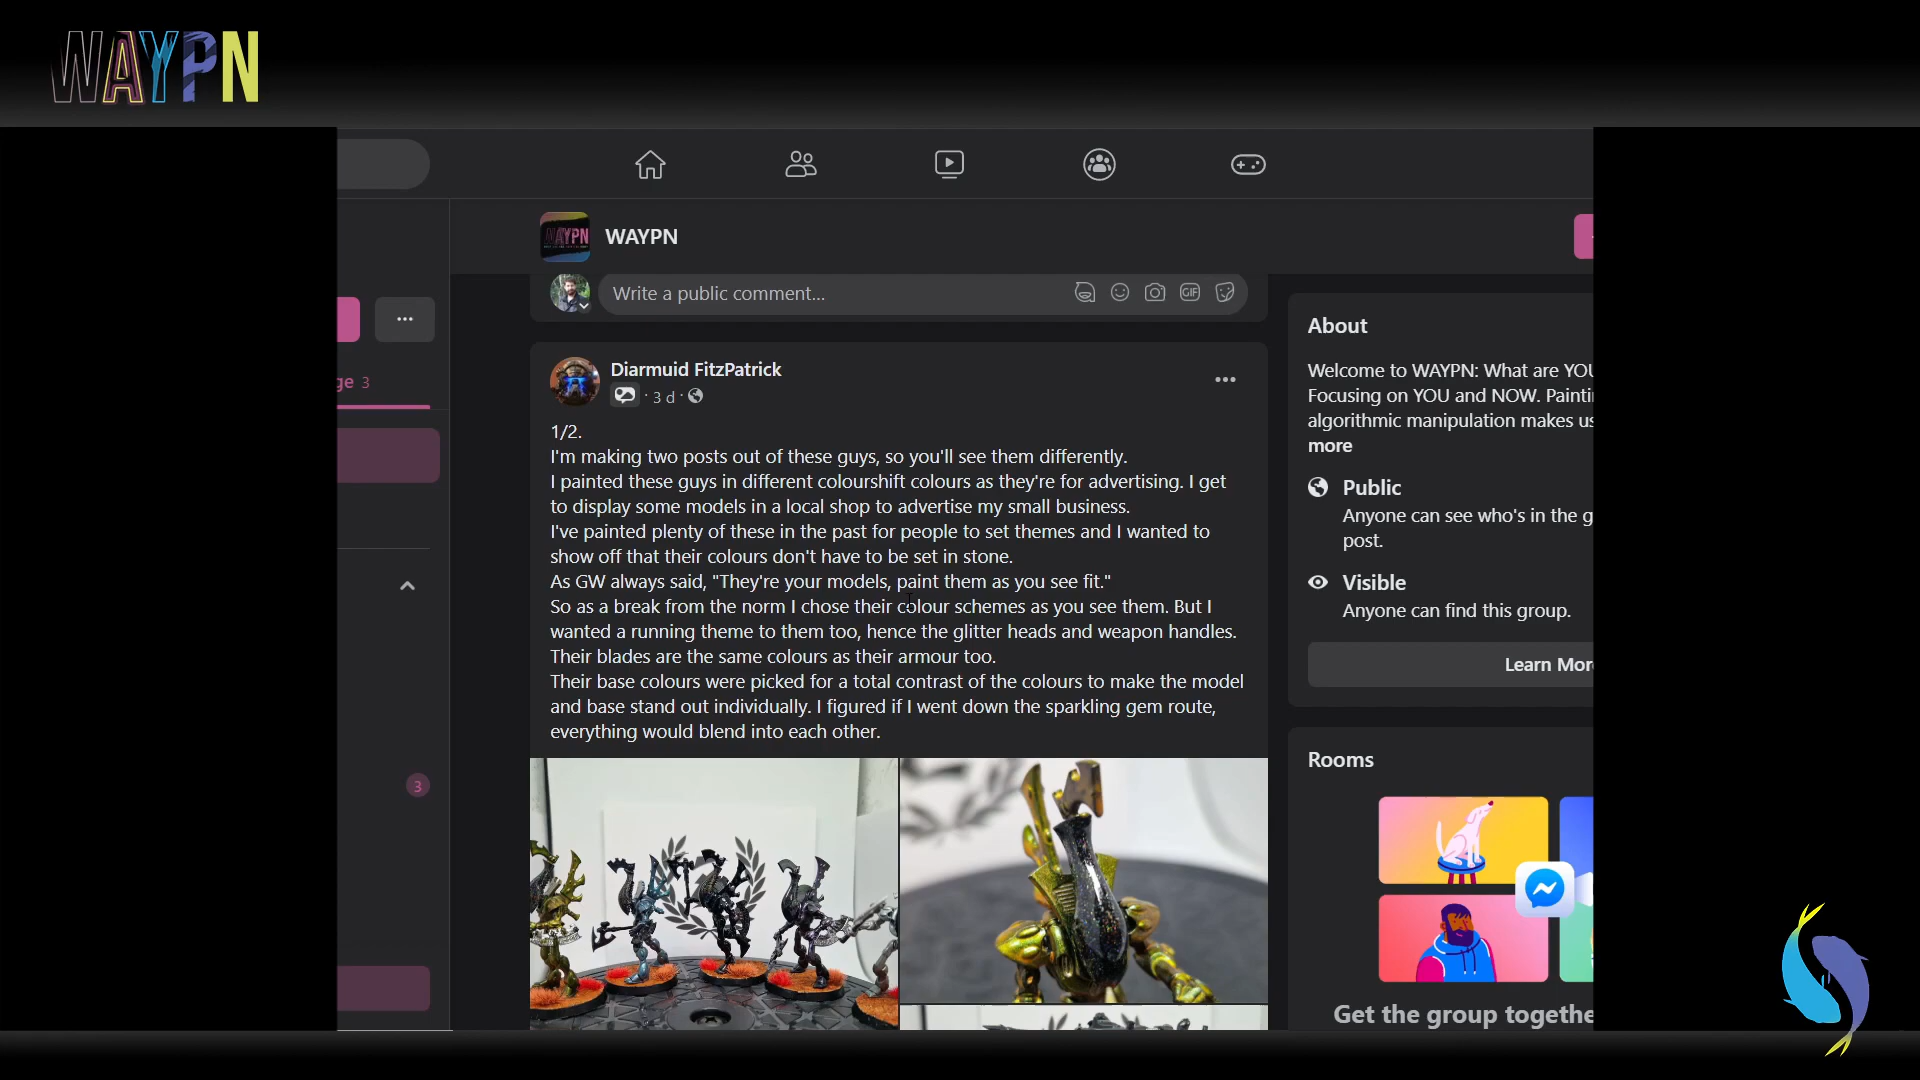 WAYPN
WAYPN
WAYPN
Write a public comment...
GIF
Diarmuid FitzPatrick
· 3 d ·
ge 3
1/2.
I'm making two posts out of these guys, so you'll see them differently.
I painted these guys in different colourshift colours as they're for advertising. I get
to display some models in a local shop to advertise my small business.
I've painted plenty of these in the past for people to set themes and I wanted to
show off that their colours don't have to be set in stone.
As GW always said, "They're your models, paint them as you see fit."
So as a break from the norm I chose their colour schemes as you see them. But I
wanted a running theme to them too, hence the glitter heads and weapon handles.
Their blades are the same colours as their armour too.
Their base colours were picked for a total contrast of the colours to make the model
and base stand out individually. I figured if I went down the sparkling gem route,
everything would blend into each other.
3
About
Welcome to WAYPN: What are YOU
Focusing on YOU and NOW. Painti
algorithmic manipulation makes us
more
Public
Anyone can see who's in the g
post.
Visible
Anyone can find this group.
Learn More
Rooms
Get the group togethe